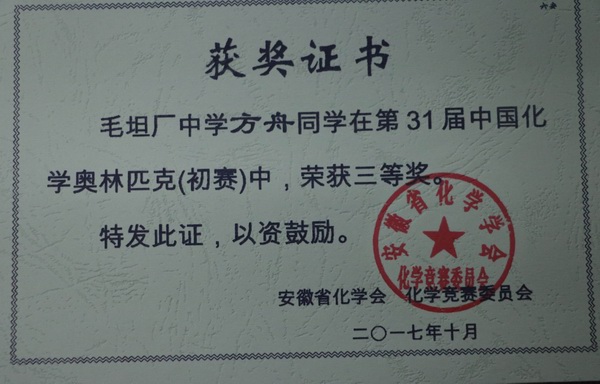 获奖证书
毛坦厂中学方舟同学在第31届中国化
学奥林匹克(初赛)中，荣获三等奖。
特发此证，以资鼓励。
安徽省化学学会
化学竞赛委员会
安徽省化学会 化学竞赛委员会
二〇一七年十月